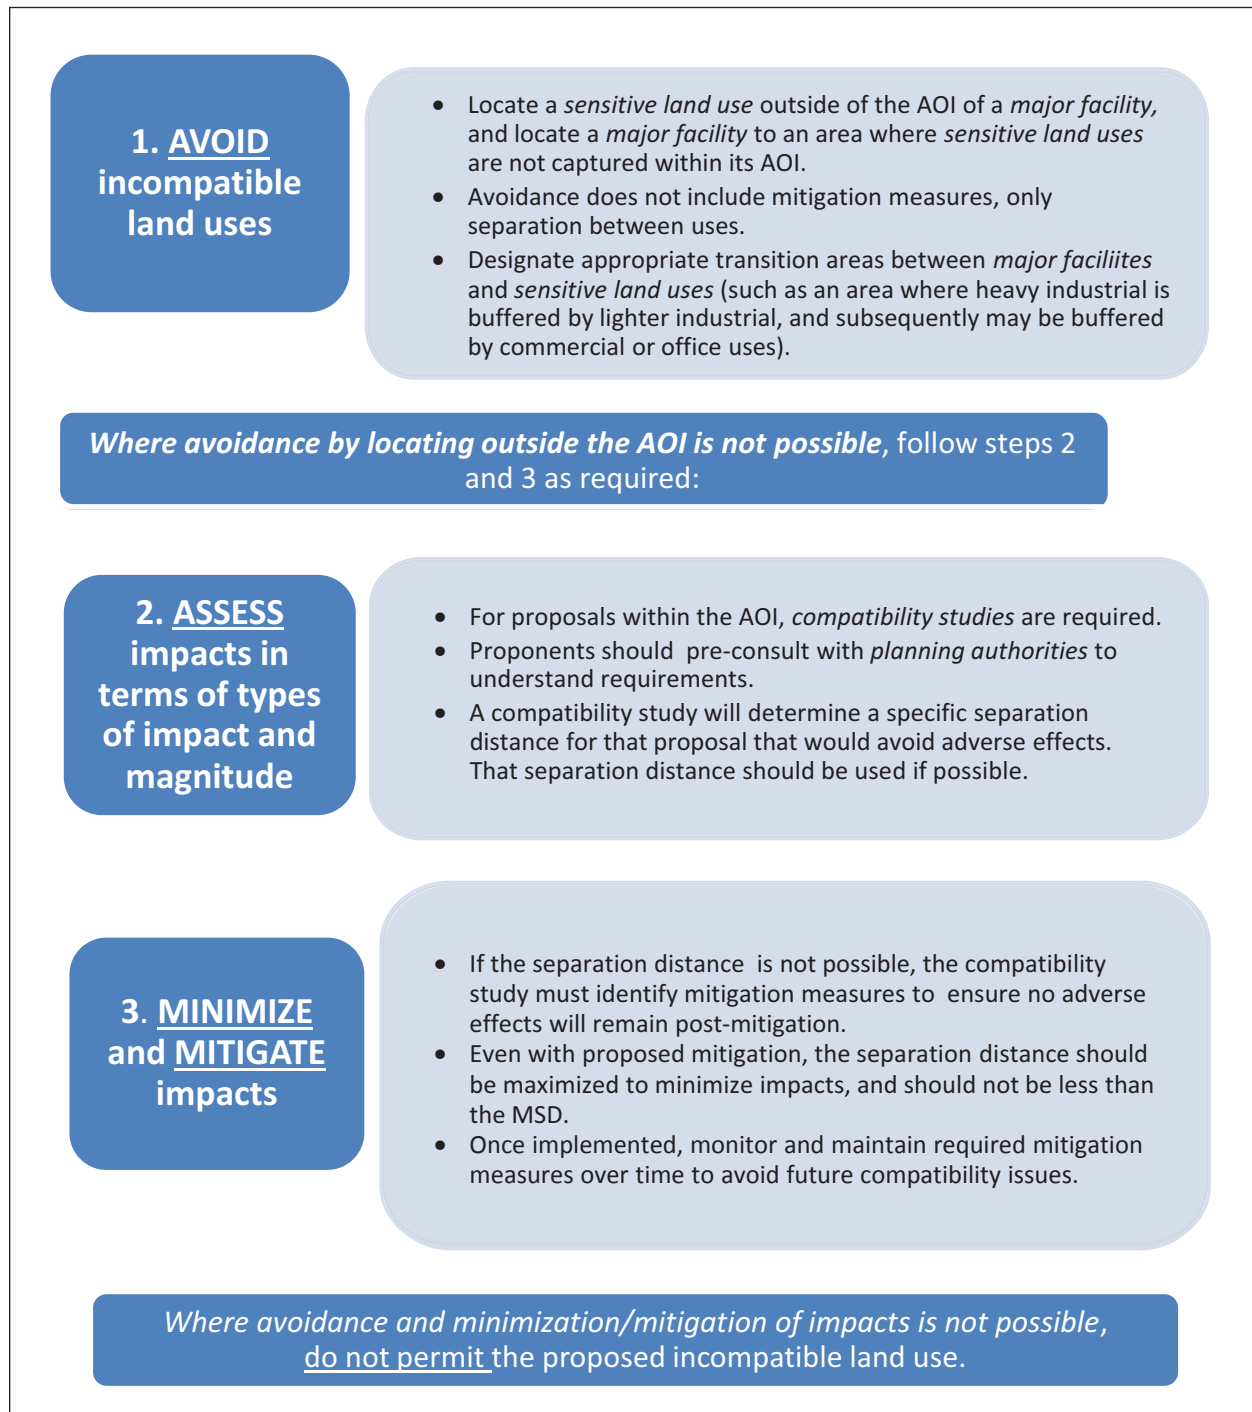 1. AVOID
incompatible
land uses
• Locate a sensitive land use outside of the AOI of a major facility,
and locate a major facility to an area where sensitive land uses
are not captured within its AOI.
• Avoidance does not include mitigation measures, only
separation between uses.
• Designate appropriate transition areas between major faciliites
and sensitive land uses (such as an area where heavy industrial is
buffered by lighter industrial, and subsequently may be buffered
by commercial or office uses).
Where avoidance by locating outside the AOI is not possible, follow steps 2
and 3 as required:
2. ASSESS
impacts in
terms of types
of impact and
magnitude
• For proposals within the AOI, compatibility studies are required.
• Proponents should pre-consult with planning authorities to
understand requirements.
• A compatibility study will determine a specific separation
distance for that proposal that would avoid adverse effects.
That separation distance should be used if possible.
3. MINIMIZE
and MITIGATE
impacts
• If the separation distance is not possible, the compatibility
study must identify mitigation measures to ensure no adverse
effects will remain post-mitigation.
• Even with proposed mitigation, the separation distance should
be maximized to minimize impacts, and should not be less than
the MSD.
• Once implemented, monitor and maintain required mitigation
measures over time to avoid future compatibility issues.
Where avoidance and minimization/mitigation of impacts is not possible,
do not permit the proposed incompatible land use.